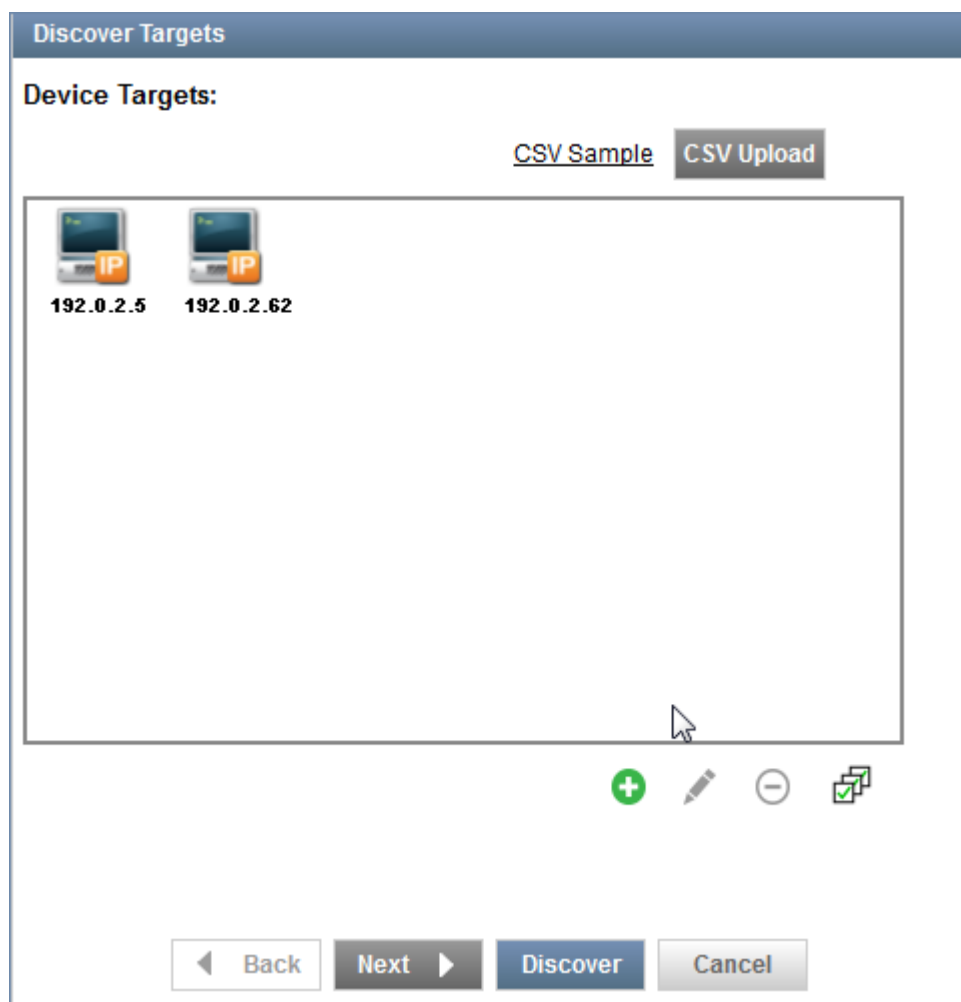 Discover Targets
Device Targets:
CSV Sample CSV Upload
IP IP
192.0.2.5 192.0.2.62
Back Next Discover Cancel